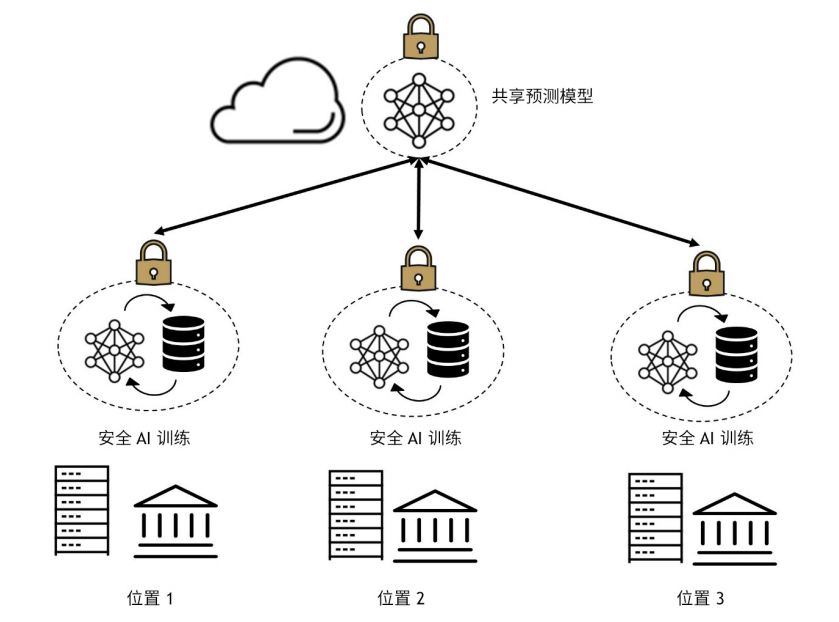 共享预测模型
安全 AI 训练
安全 AI 训练
安全 AI 训练
位置 1
位置 2
位置 3